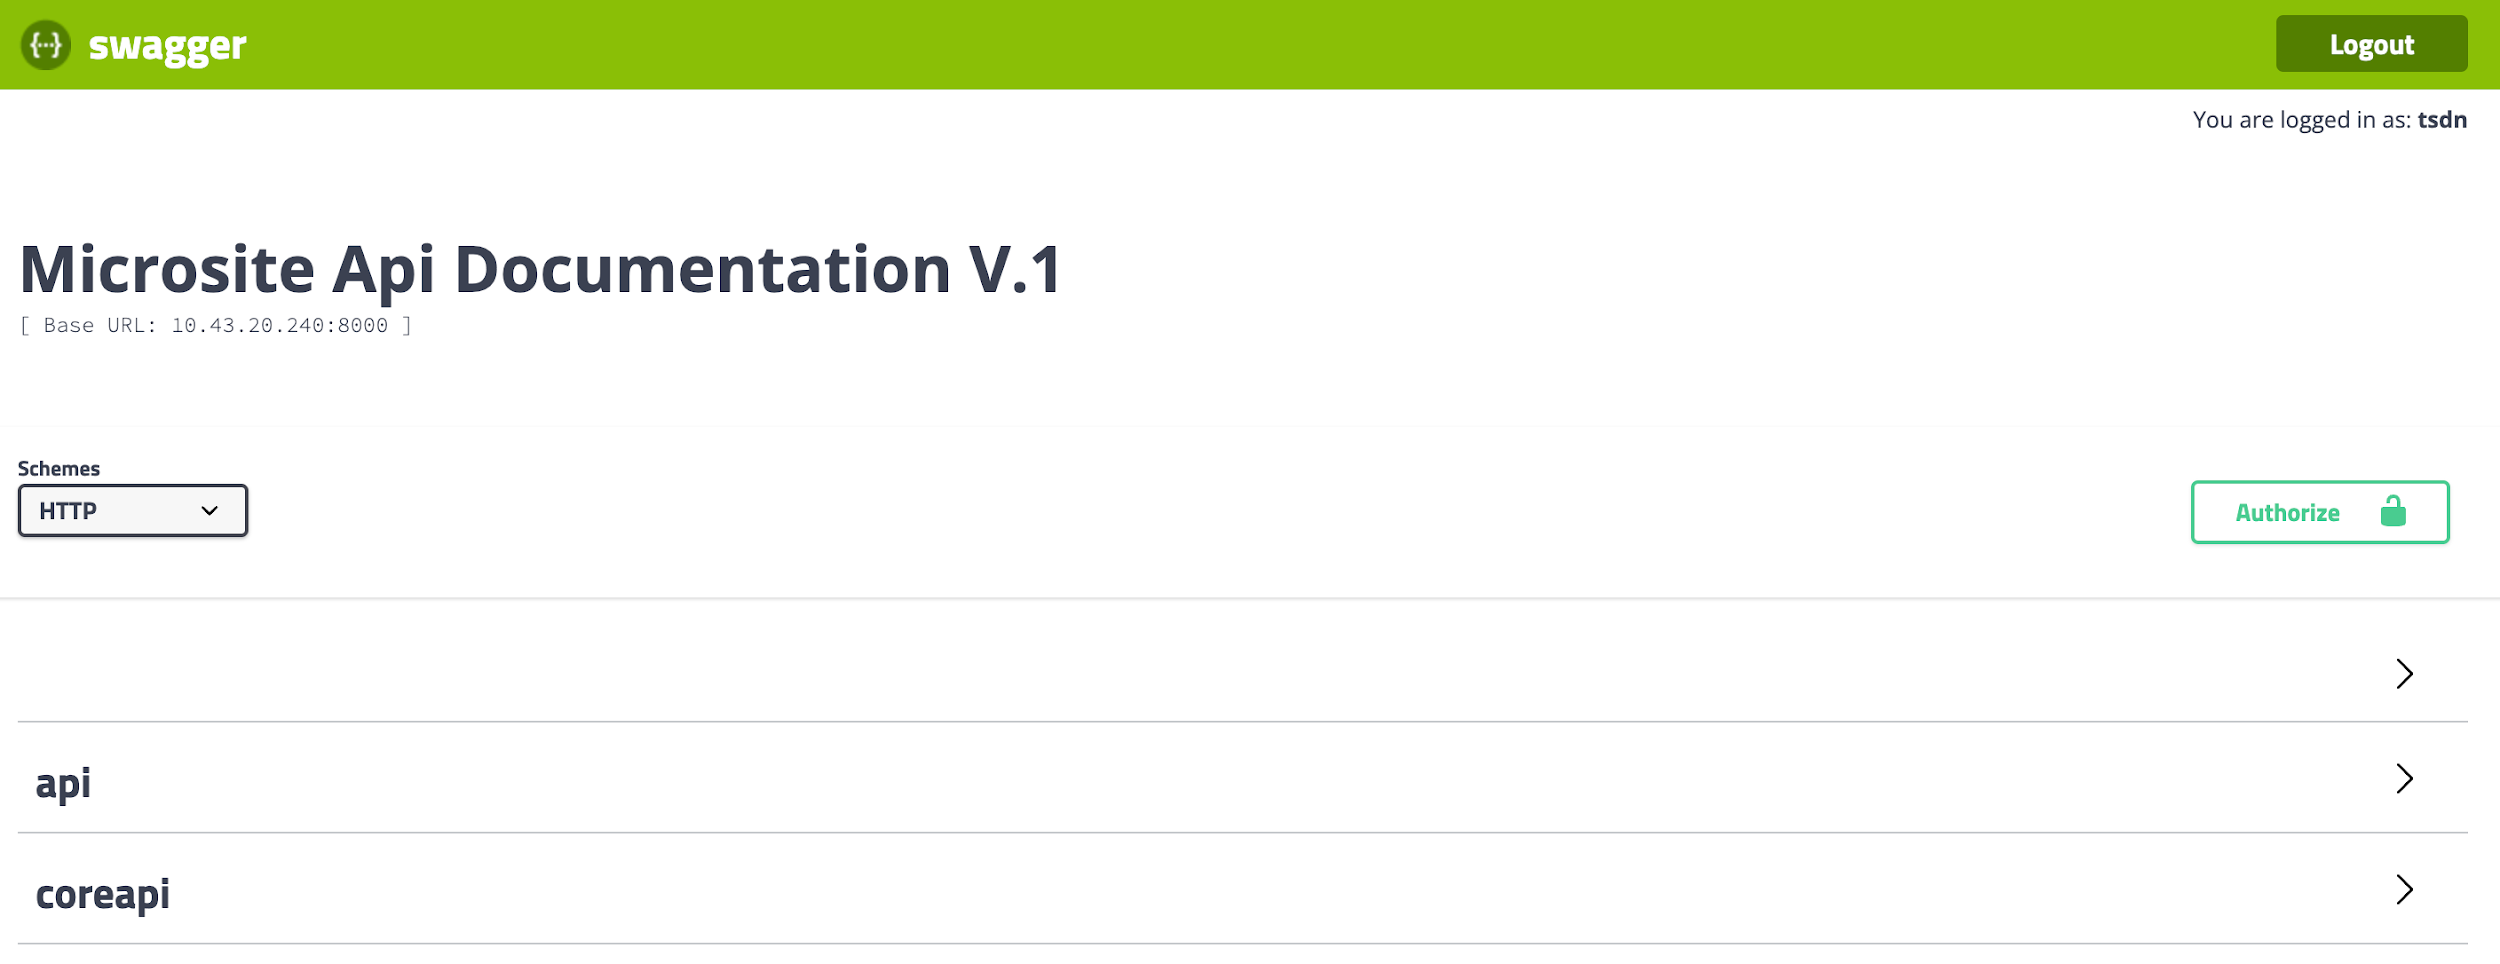 swagger
Logout
You are logged in as: tsdn
Microsite Api Documentation V.1
[ Base URL: 10.43.20.240:8000 ]
Schemes
HTTP
Authorize
api
coreapi